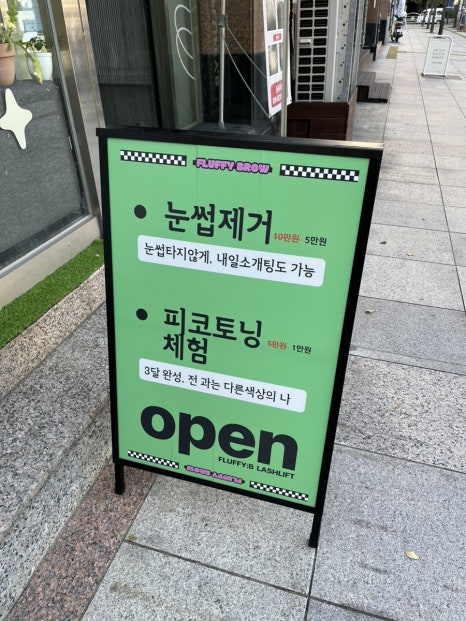 FLUFFY BROW
눈썹제거 10만원 5만원
눈썹타지않게, 내일소개팅도 가능
피코토닝
체험 5만원 1만원
3달 완성, 전 과는 다른색상의 나
open
FLUFFY:B LASHLIFT
FLUFFY BROW